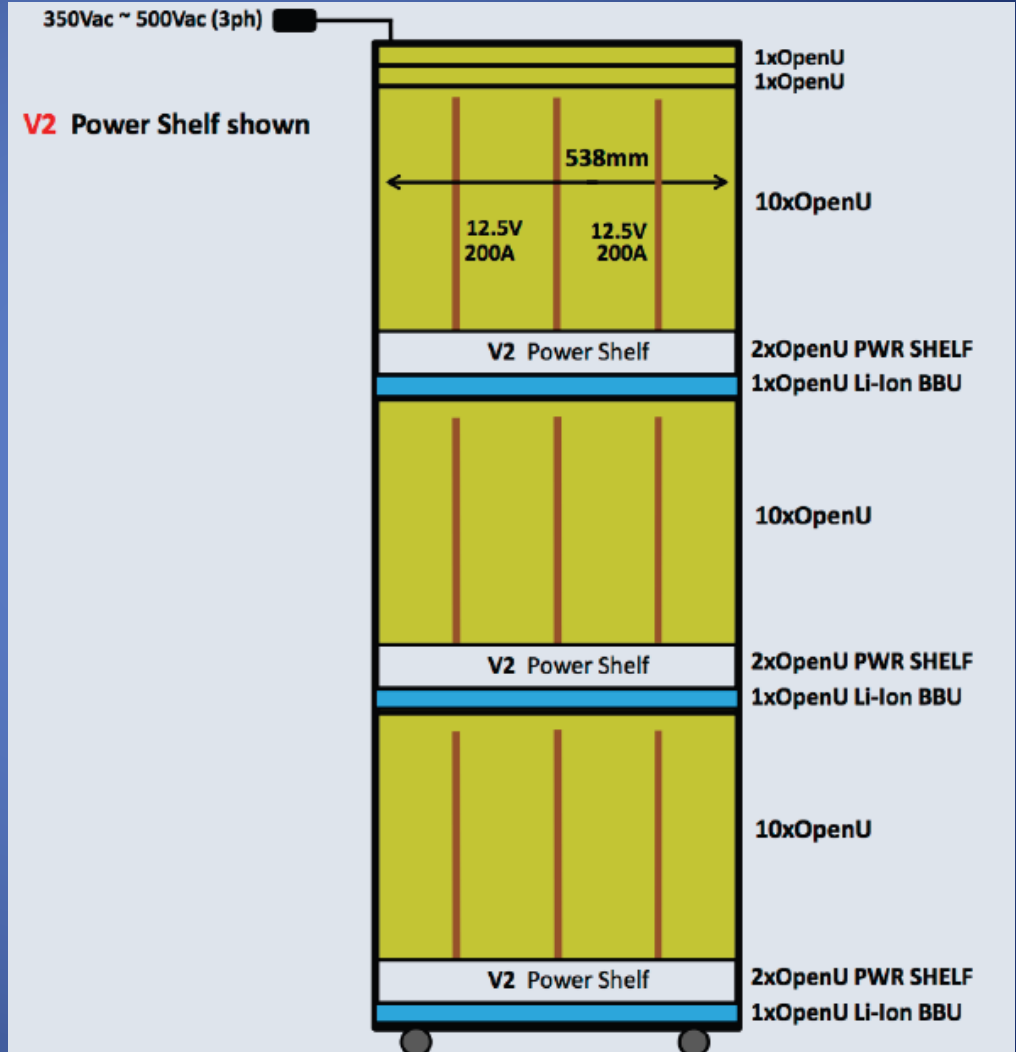 350Vac ~ 500Vac (3ph)
1xOpenU
1xOpenU
V2 Power Shelf shown
538mm
10xOpenU
12.5V
200A
12.5V
200A
V2 Power Shelf
2xOpenU PWR SHELF
1xOpenU Li-Ion BBU
10xOpenU
V2 Power Shelf
2xOpenU PWR SHELF
1xOpenU Li-Ion BBU
10xOpenU
V2 Power Shelf
2xOpenU PWR SHELF
1xOpenU Li-Ion BBU